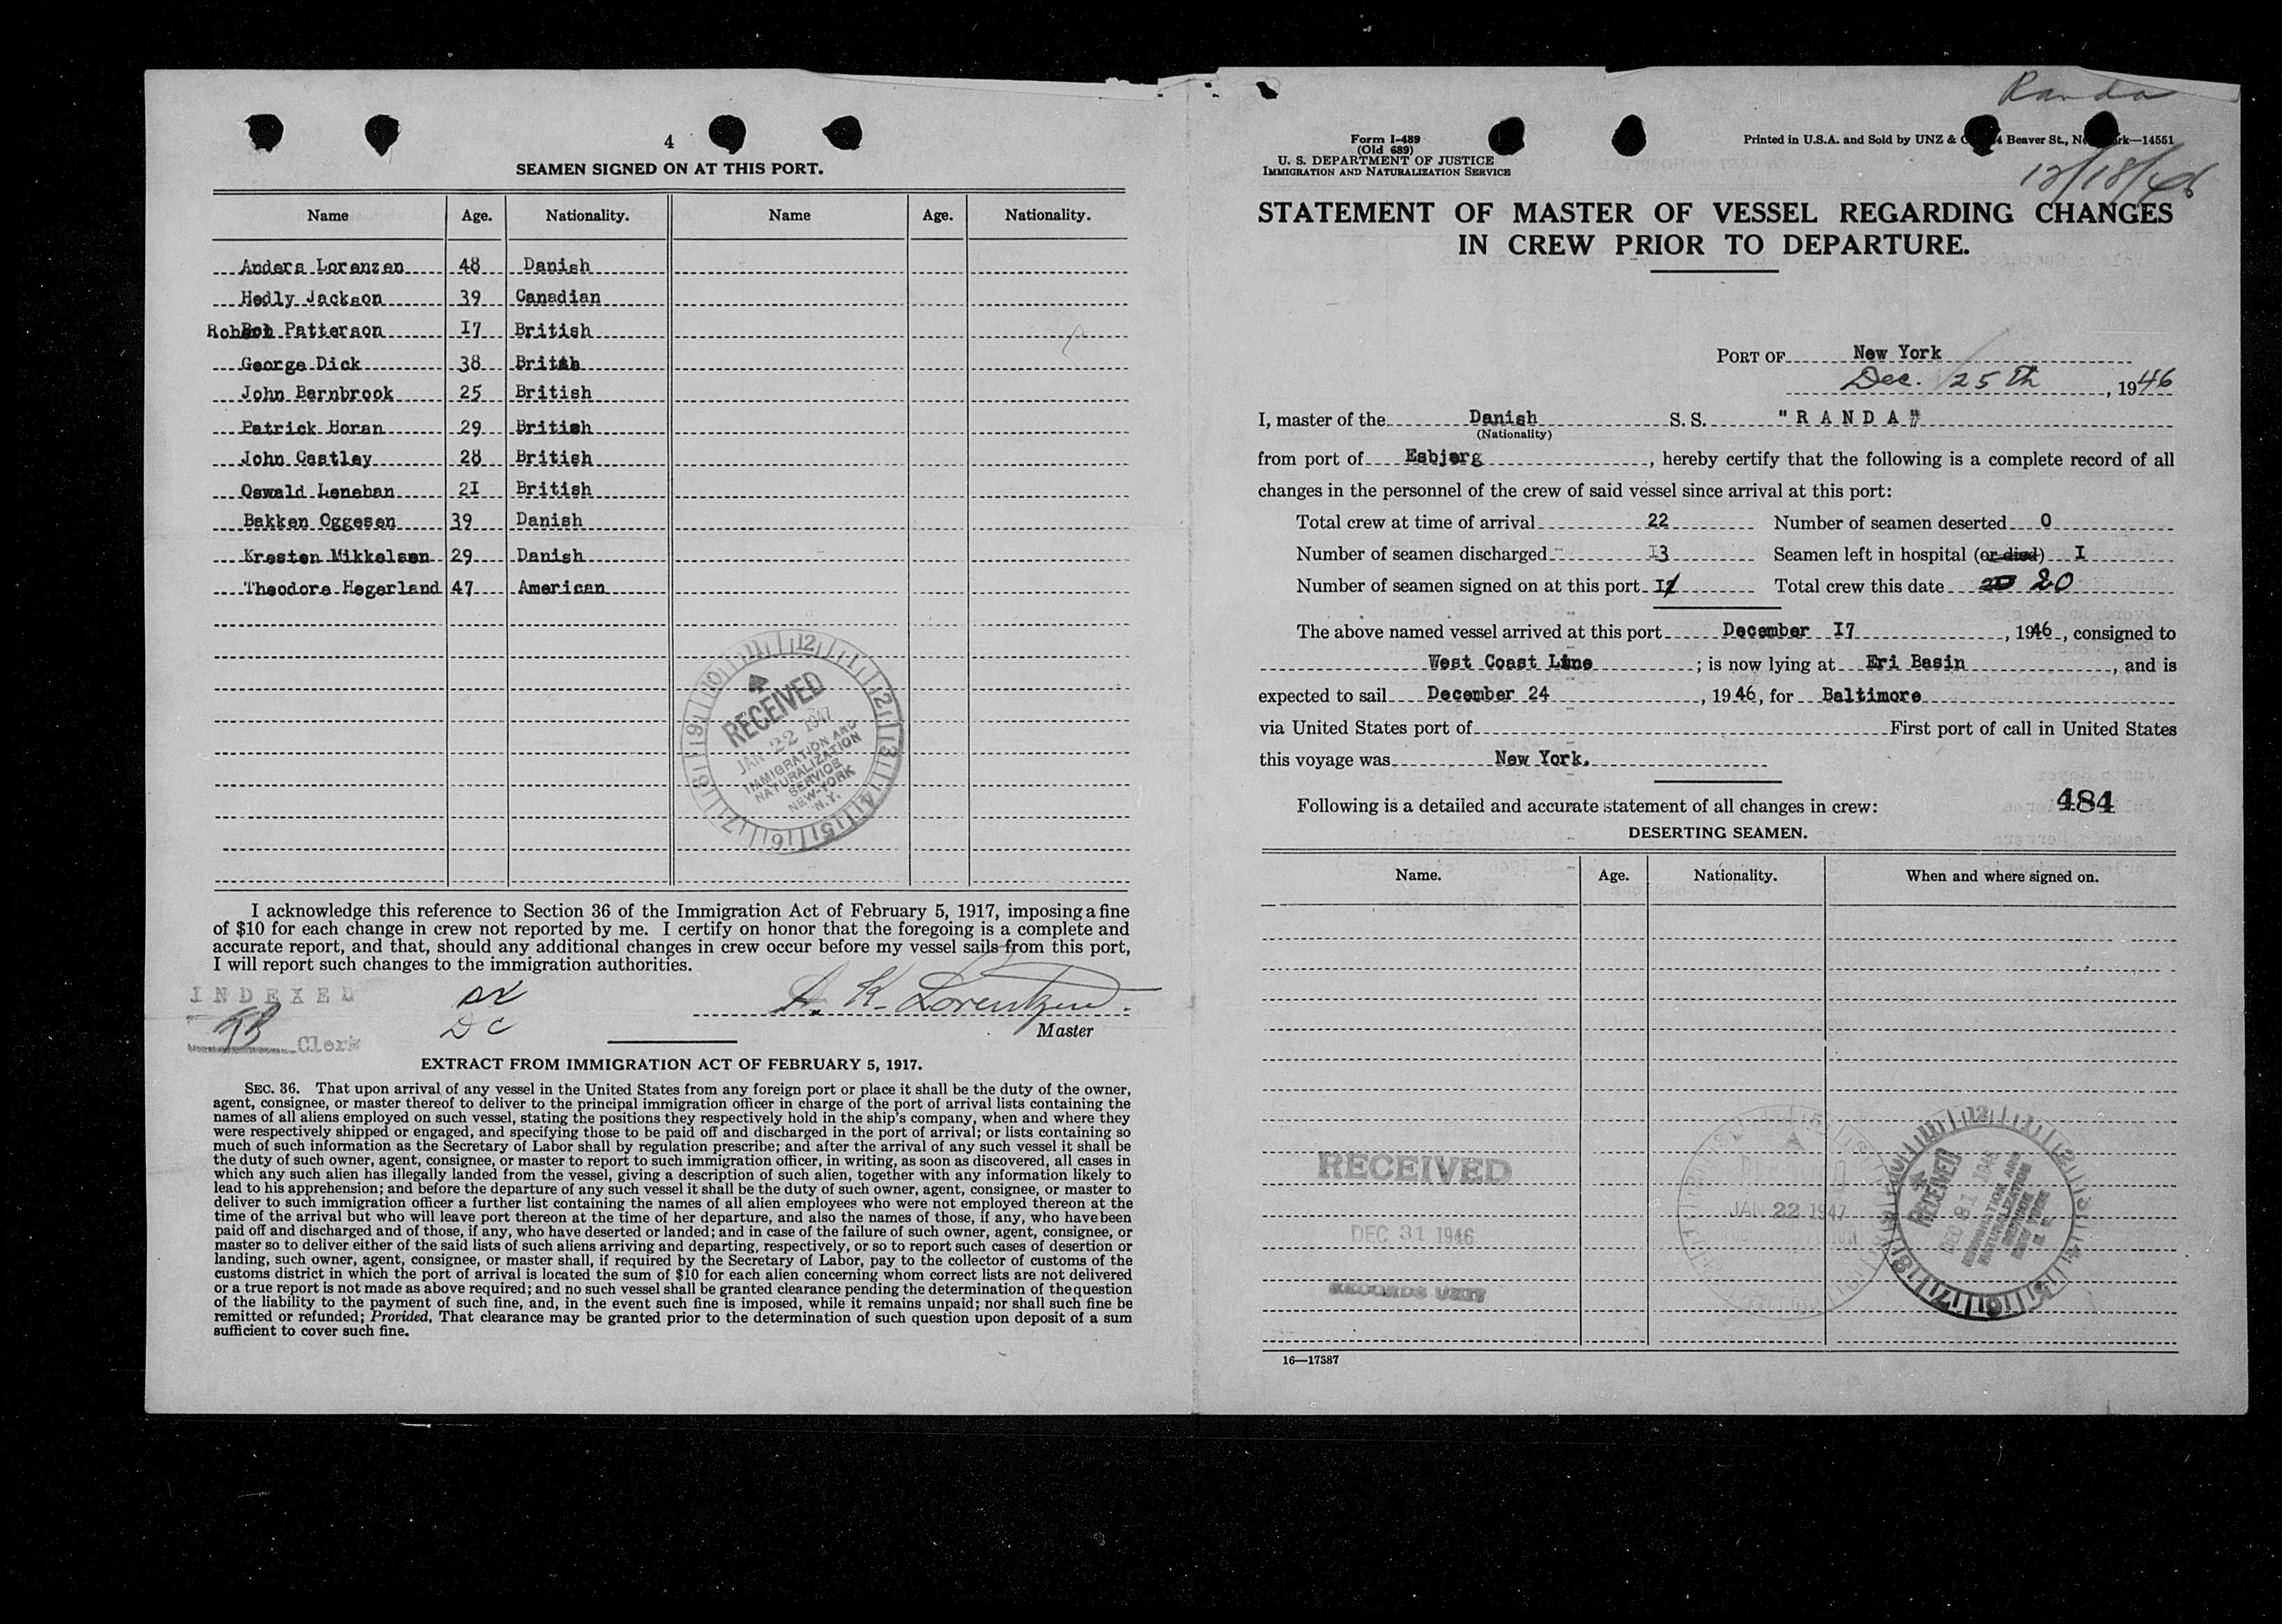 4
SEAMEN SIGNED ON AT THIS PORT.
Name Age. Nationality. Name Age. Nationality.
Anders Lorenzen 48 Danish
Hedly Jackson 39 Canadian
Robert Patterson I7 British
George Dick 38 Britsh
John Barnbrook 25 British
Patrick Horan 29 British
John Castley 28 British
Oswald Lenehan 2I British
Bakken Oggesen 39 Danish
Kresten Mikkelsen 29 Danish
Theodore Hegerland 47 American
RECEIVED
JAN 22 1947
IMMIGRATION AND
NATURALIZATION
SERVICE
NEW-YORK
N.Y.
I acknowledge this reference to Section 36 of the Immigration Act of February 5, 1917, imposing a fine
of $10 for each change in crew not reported by me. I certify on honor that the foregoing is a complete and
accurate report, and that, should any additional changes in crew occur before my vessel sails from this port,
I will report such changes to the immigration authorities.
INDEXED
Clerk
DC
A. K. Lorentzen.
Master
EXTRACT FROM IMMIGRATION ACT OF FEBRUARY 5, 1917.
SEC. 36. That upon arrival of any vessel in the United States from any foreign port or place it shall be the duty of the owner,
agent, consignee, or master thereof to deliver to the principal immigration officer in charge of the port of arrival lists containing the
names of all aliens employed on such vessel, stating the positions they respectively hold in the ship's company, when and where they
were respectively shipped or engaged, and specifying those to be paid off and discharged in the port of arrival; or lists containing so
much of such information as the Secretary of Labor shall by regulation prescribe; and after the arrival of any such vessel it shall be
the duty of such owner, agent, consignee, or master to report to such immigration officer, in writing, as soon as discovered, all cases in
which any such alien has illegally landed from the vessel, giving a description of such alien, together with any information likely to
lead to his apprehension; and before the departure of any such vessel it shall be the duty of such owner, agent, consignee, or master to
deliver to such immigration officer a further list containing the names of all alien employees who were not employed thereon at the
time of the arrival but who will leave port thereon at the time of her departure, and also the names of those, if any, who have been
paid off and discharged and of those, if any, who have deserted or landed; and in case of the failure of such owner, agent, consignee, or
master so to deliver either of the said lists of such aliens arriving and departing, respectively, or so to report such cases of desertion or
landing, such owner, agent, consignee, or master shall, if required by the Secretary of Labor, pay to the collector of customs of the
customs district in which the port of arrival is located the sum of $10 for each alien concerning whom correct lists are not delivered
or a true report is not made as above required; and no such vessel shall be granted clearance pending the determination of the question
of the liability to the payment of such fine, and, in the event such fine is imposed, while it remains unpaid; nor shall such fine be
remitted or refunded; Provided, That clearance may be granted prior to the determination of such question upon deposit of a sum
sufficient to cover such fine.
Randa
12/18/46
Form I-489
(Old 689)
U. S. DEPARTMENT OF JUSTICE
IMMIGRATION AND NATURALIZATION SERVICE
Printed in U.S.A. and Sold by UNZ & Beaver St., 14551
STATEMENT OF MASTER OF VESSEL REGARDING CHANGES
IN CREW PRIOR TO DEPARTURE.
PORT OF New York
Dec. 25th, 1946
I, master of the Danish S. S. "RANDA"
(Nationality)
from port of Esbjerg, hereby certify that the following is a complete record of all
changes in the personnel of the crew of said vessel since arrival at this port:
Total crew at time of arrival 22 Number of seamen deserted 0
Number of seamen discharged I3 Seamen left in hospital (or died) I
Number of seamen signed on at this port Total crew this date 20
The above named vessel arrived at this port December I7, 1946, consigned to
West Coast Line; is now lying at Eri Basin, and is
expected to sail December 24, 1946, for Baltimore
via United States port of First port of call in United States
this voyage was New York.
Following is a detailed and accurate statement of all changes in crew: 484
DESERTING SEAMEN.
Name. Age. Nationality. When and where signed on.
RECEIVED
DEC 31 1946
RECORDS UNIT
JAN 22 1947
RECEIVED
DEC 31 1946
IMMIGRATION AND
NATURALIZATION
SERVICE
NEW YORK
16—17587